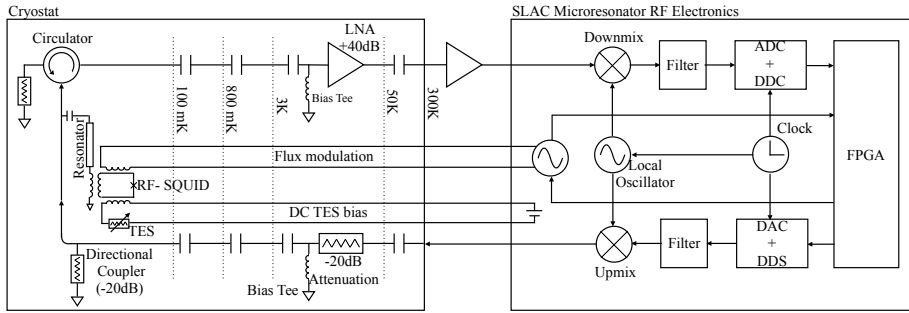 Cryostat
SLAC Microresonator RF Electronics
Circulator
LNA
+40dB
Downmix
Filter
ADC
+
DDC
Bias Tee
100 mK
800 mK
3K
50K
300K
Resonator
Flux modulation
Clock
Local
Oscillator
FPGA
RF- SQUID
DC TES bias
TES
Directional
Coupler
(-20dB)
Bias Tee
-20dB
Attenuation
Upmix
Filter
DAC
+
DDS